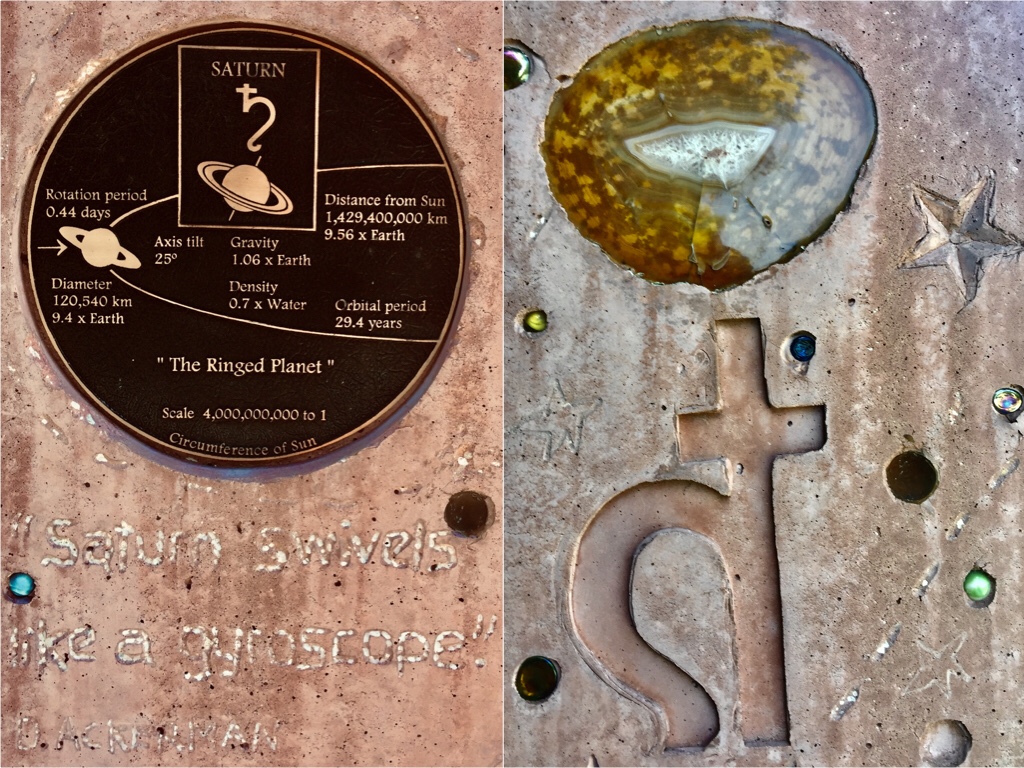 SATURN
Rotation period
0.44 days
Distance from Sun
1,429,400,000 km
9.56 x Earth
Axis tilt
25º
Gravity
1.06 x Earth
Diameter
120,540 km
9.4 x Earth
Density
0.7 x Water
Orbital period
29.4 years
" The Ringed Planet "
Scale 4,000,000,000 to 1
Circumference of Sun
"Saturn swivels
like a gyroscope."
D. ACKERMAN